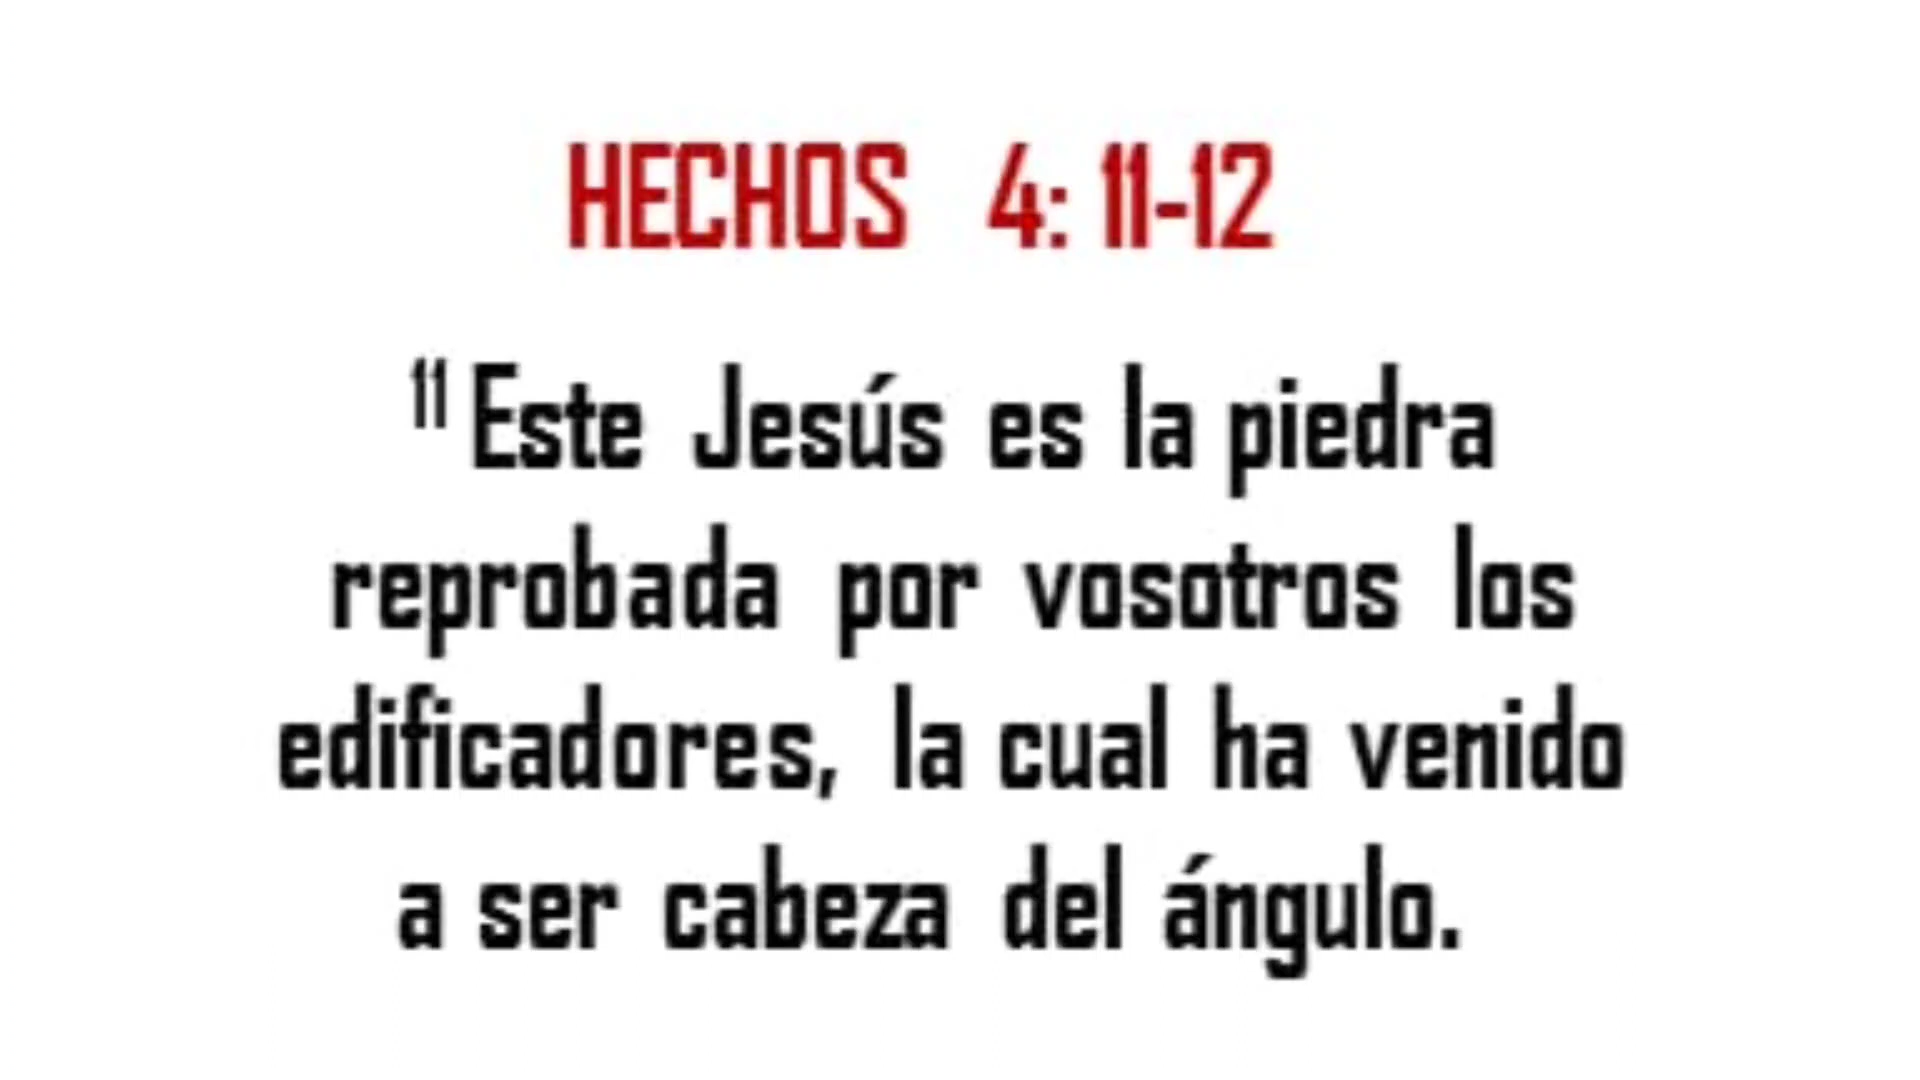 HECHOS 4: 11-12
11 Este Jesús es la piedra
reprobada por vosotros los
edificadores, la cual ha venido
a ser cabeza del ángulo.